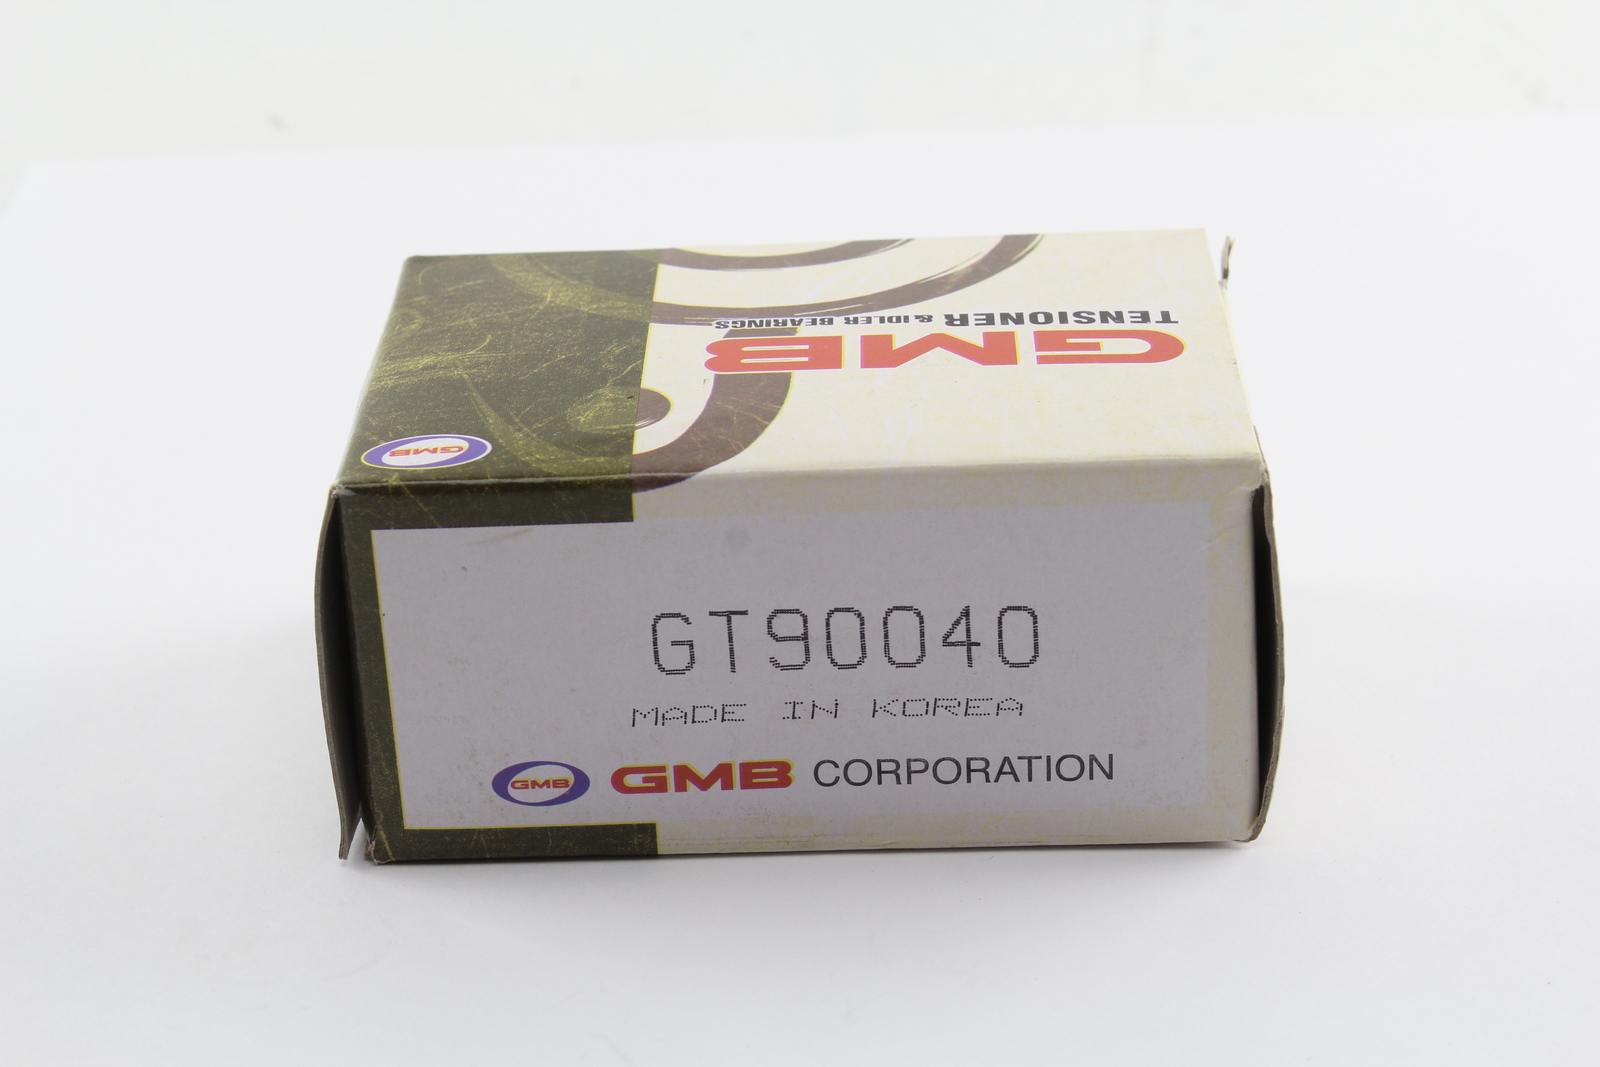 GMB
TENSIONER & IDLER BEARINGS
GMB
GT90040
MADE IN KOREA
GMB GMB CORPORATION